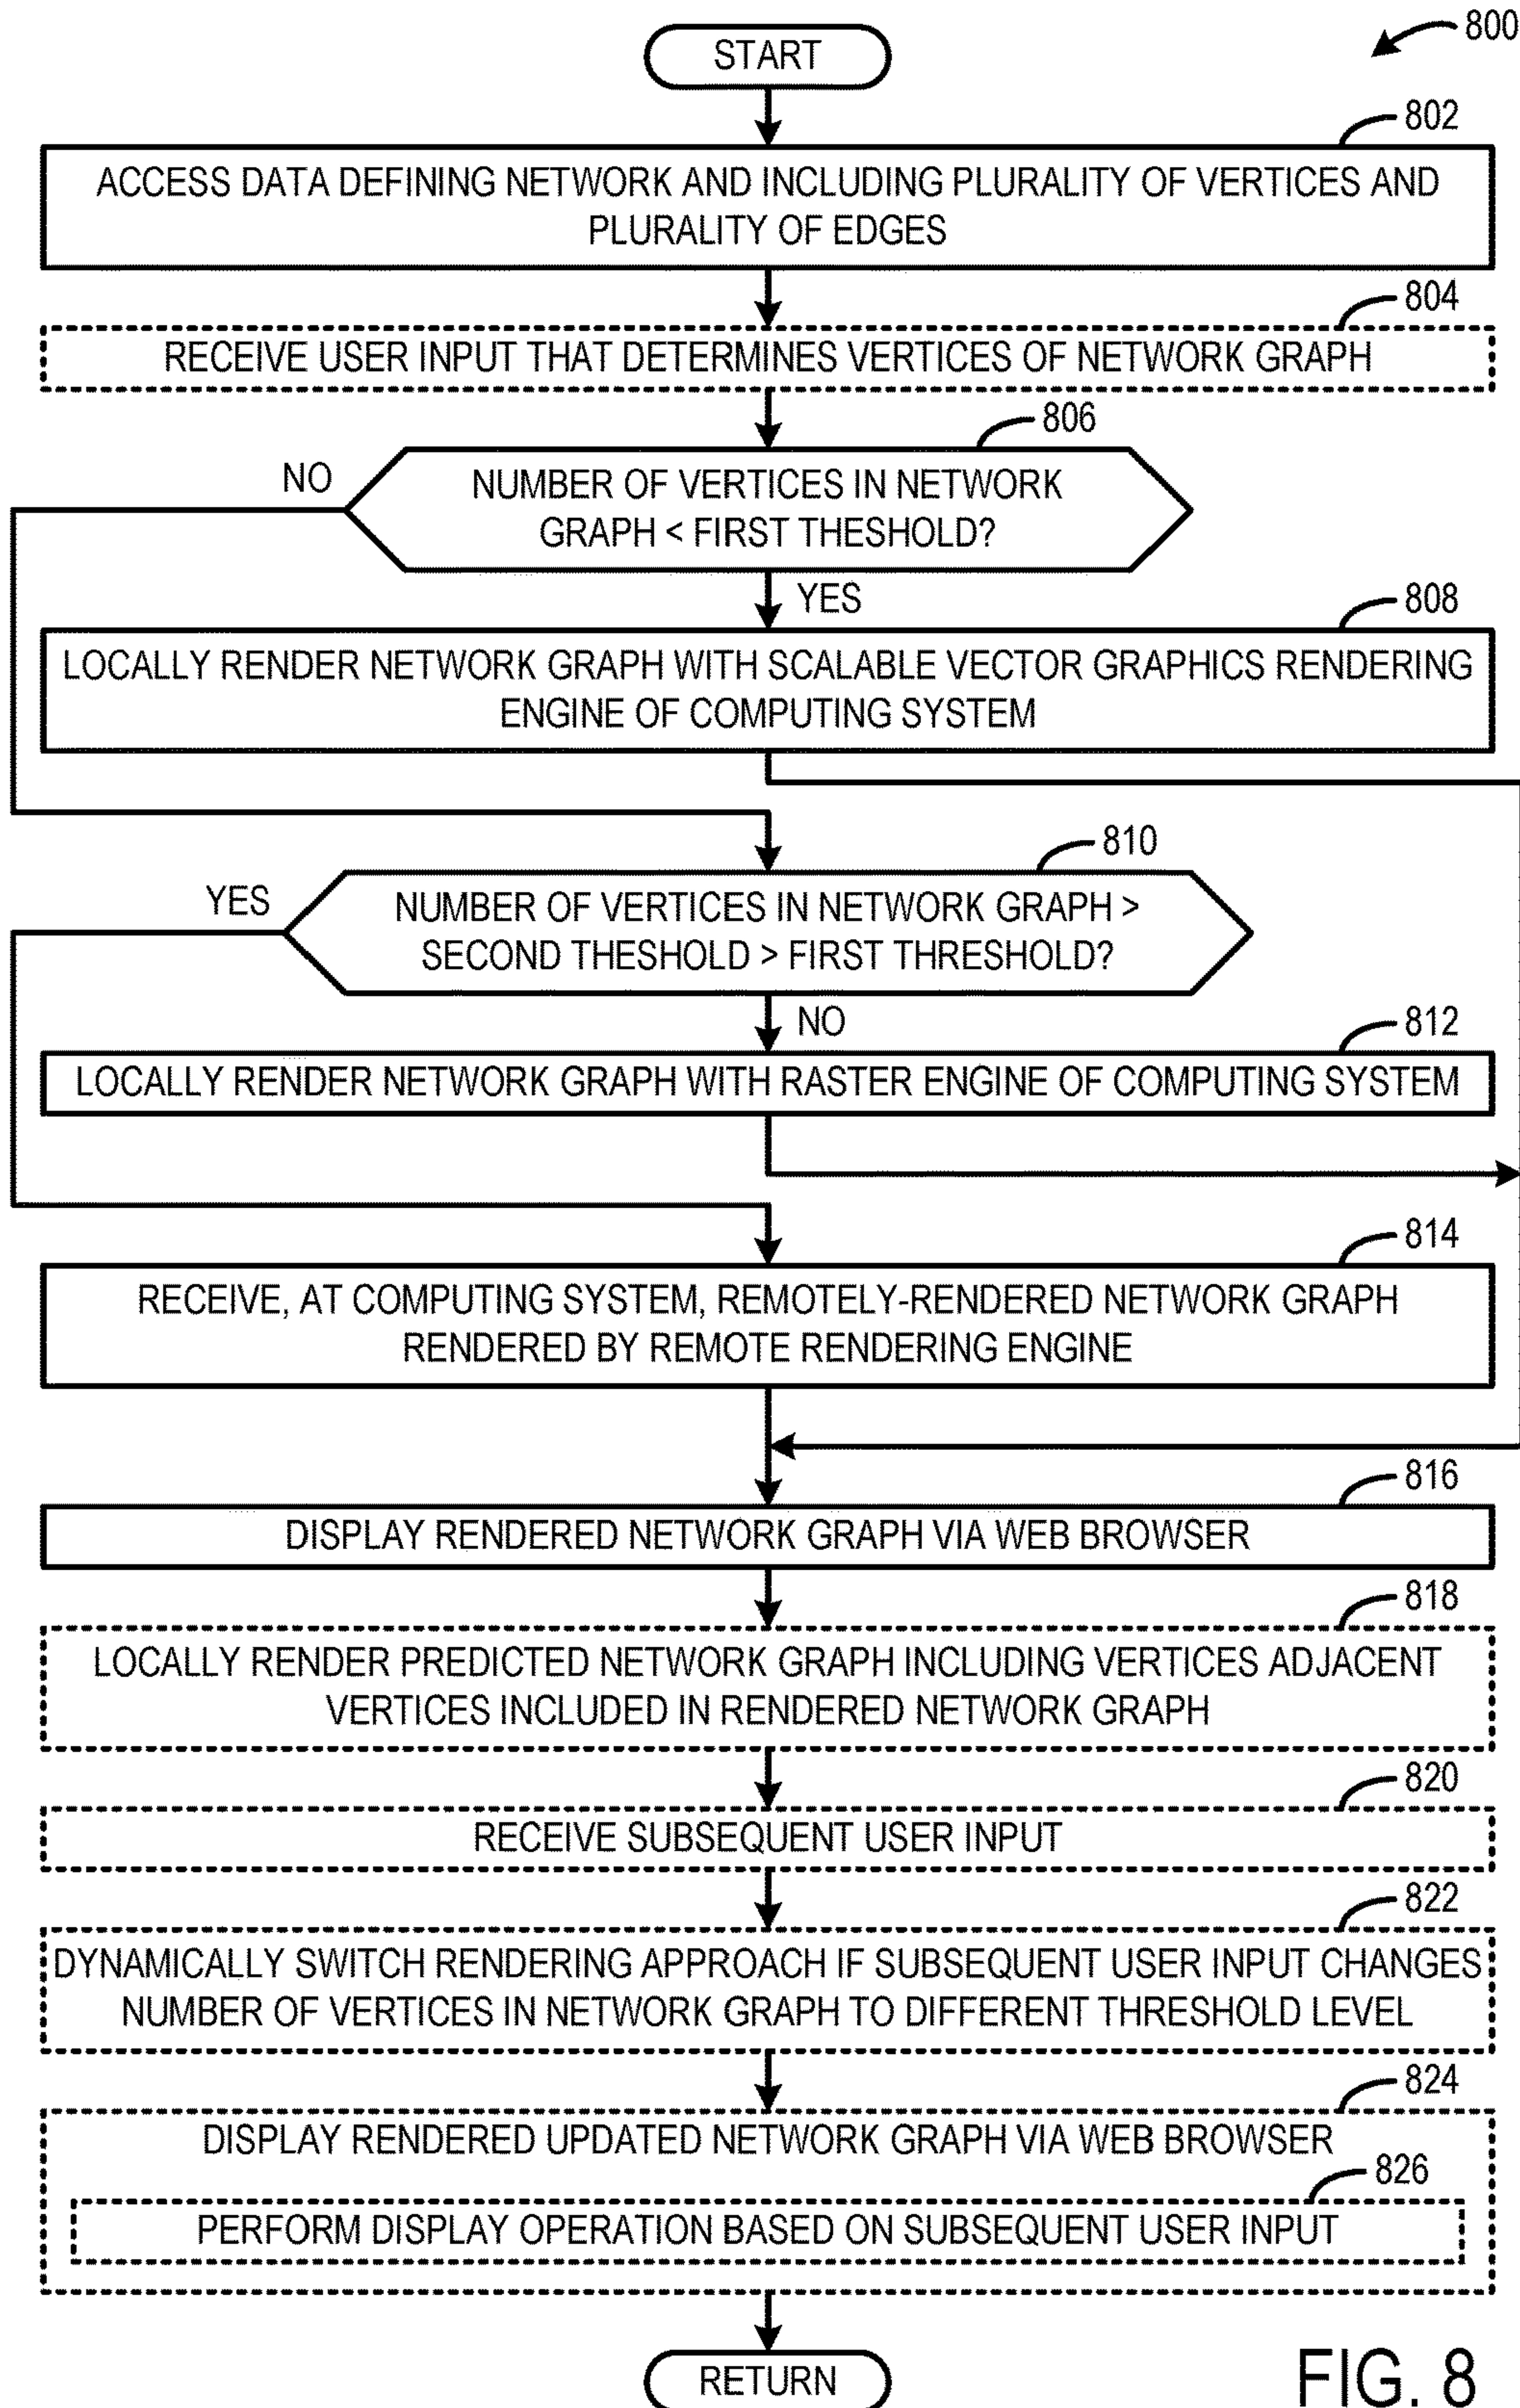 800
START
802
ACCESS DATA DEFINING NETWORK AND INCLUDING PLURALITY OF VERTICES AND
PLURALITY OF EDGES
804
RECEIVE USER INPUT THAT DETERMINES VERTICES OF NETWORK GRAPH
806
NO
NUMBER OF VERTICES IN NETWORK
GRAPH < FIRST THESHOLD?
YES
808
LOCALLY RENDER NETWORK GRAPH WITH SCALABLE VECTOR GRAPHICS RENDERING
ENGINE OF COMPUTING SYSTEM
810
YES
NUMBER OF VERTICES IN NETWORK GRAPH >
SECOND THESHOLD > FIRST THRESHOLD?
NO
812
LOCALLY RENDER NETWORK GRAPH WITH RASTER ENGINE OF COMPUTING SYSTEM
814
RECEIVE, AT COMPUTING SYSTEM, REMOTELY-RENDERED NETWORK GRAPH
RENDERED BY REMOTE RENDERING ENGINE
816
DISPLAY RENDERED NETWORK GRAPH VIA WEB BROWSER
818
LOCALLY RENDER PREDICTED NETWORK GRAPH INCLUDING VERTICES ADJACENT
VERTICES INCLUDED IN RENDERED NETWORK GRAPH
820
RECEIVE SUBSEQUENT USER INPUT
822
DYNAMICALLY SWITCH RENDERING APPROACH IF SUBSEQUENT USER INPUT CHANGES
NUMBER OF VERTICES IN NETWORK GRAPH TO DIFFERENT THRESHOLD LEVEL
824
DISPLAY RENDERED UPDATED NETWORK GRAPH VIA WEB BROWSER
826
PERFORM DISPLAY OPERATION BASED ON SUBSEQUENT USER INPUT
RETURN
FIG. 8